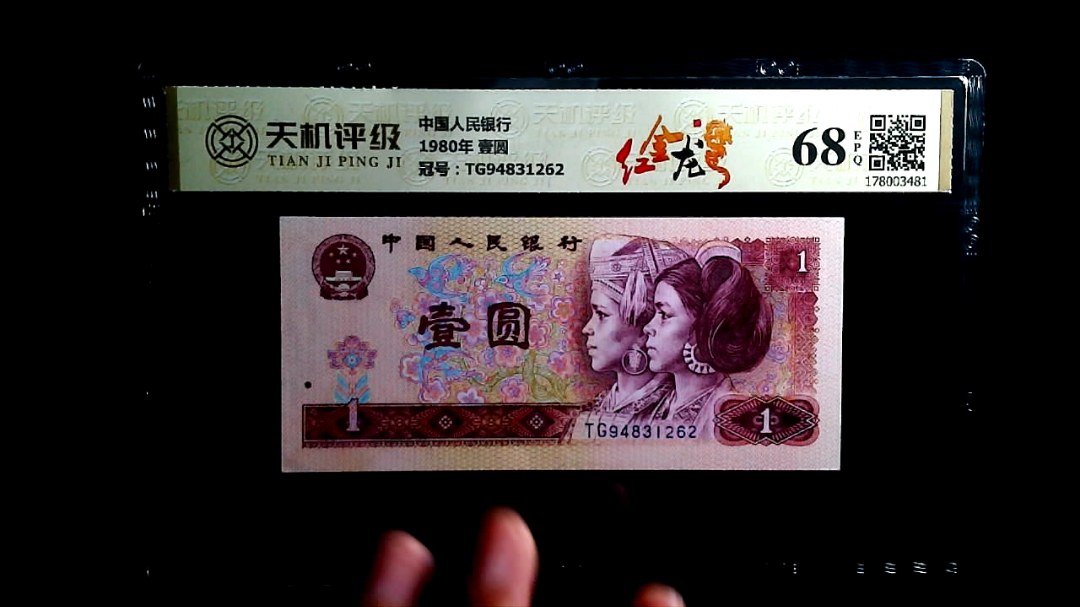 天机评级
TIAN JI PING JI
中国人民银行
1980年 壹圆
冠号：TG94831262
红金龙
68
EPQ
178003481
中国人民银行
1
壹圆
1
TG94831262
1